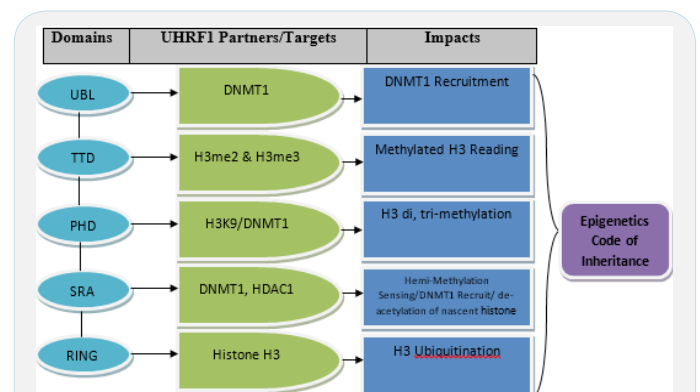 Domains UHRF1 Partners/Targets Impacts
UBL DNMT1 DNMT1 Recruitment
TTD H3me2 & H3me3 Methylated H3 Reading
PHD H3K9/DNMT1 H3 di, tri-methylation
SRA DNMT1, HDAC1 Hemi-Methylation
Sensing/DNMT1 Recruit/ de-
acetylation of nascent histone
RING Histone H3 H3 Ubiquitination
Epigenetics
Code of
Inheritance